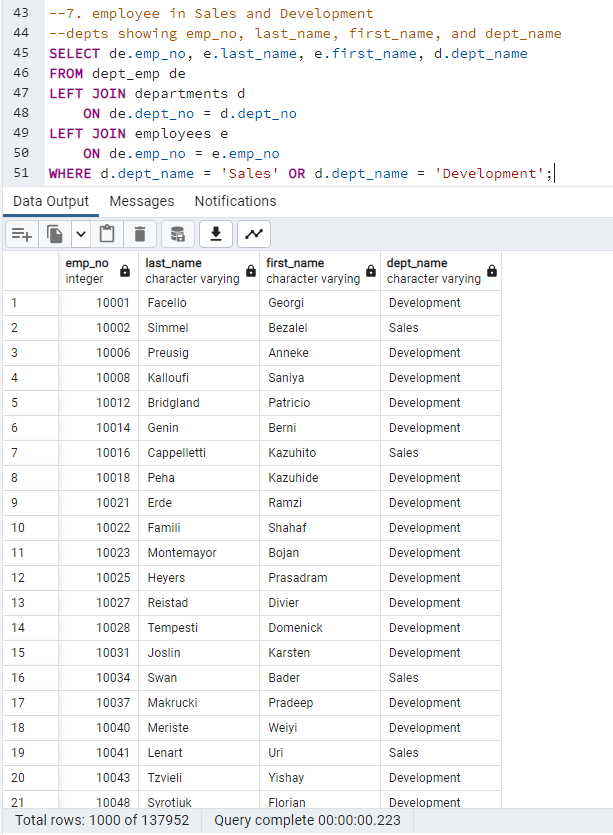 43 --7. employee in Sales and Development
44 --depts showing emp_no, last_name, first_name, and dept_name
45 SELECT de.emp_no, e.last_name, e.first_name, d.dept_name
46 FROM dept_emp de
47 LEFT JOIN departments d
48 ON de.dept_no = d.dept_no
49 LEFT JOIN employees e
50 ON de.emp_no = e.emp_no
51 WHERE d.dept_name = 'Sales' OR d.dept_name = 'Development';
Data Output Messages Notifications
emp_no last_name first_name dept_name
integer character varying character varying character varying
1 10001 Facello Georgi Development
2 10002 Simmel Bezalel Sales
3 10006 Preusig Anneke Development
4 10008 Kalloufi Saniya Development
5 10012 Bridgland Patricio Development
6 10014 Genin Berni Development
7 10016 Cappelletti Kazuhito Sales
8 10018 Peha Kazuhide Development
9 10021 Erde Ramzi Development
10 10022 Famili Shahaf Development
11 10023 Montemayor Bojan Development
12 10025 Heyers Prasadram Development
13 10027 Reistad Divier Development
14 10028 Tempesti Domenick Development
15 10031 Joslin Karsten Development
16 10034 Swan Bader Sales
17 10037 Makrucki Pradeep Development
18 10040 Meriste Weiyi Development
19 10041 Lenart Uri Sales
20 10043 Tzvieli Yishay Development
21 10048 Syrotiuk Florian Development
Total rows: 1000 of 137952 Query complete 00:00:00.223